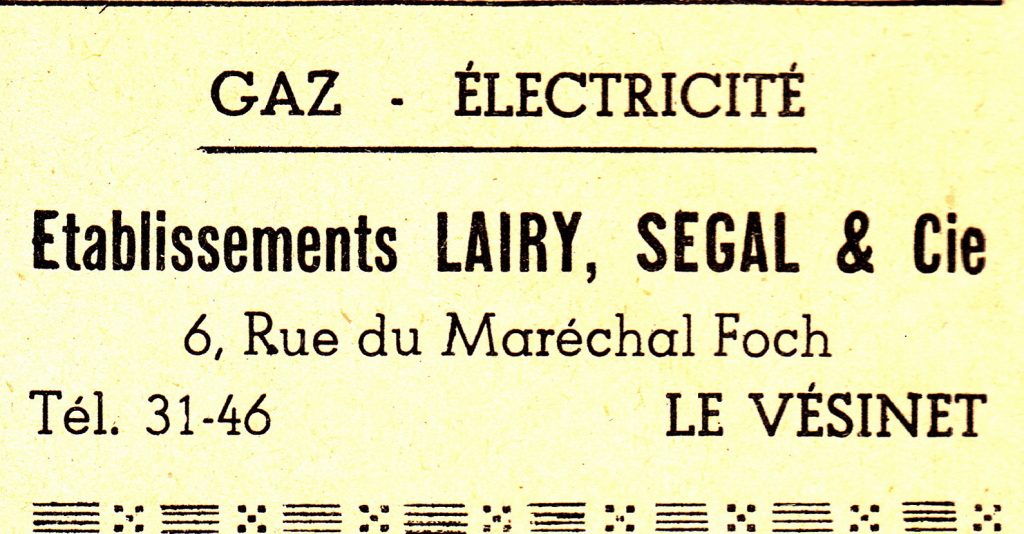 GAZ - ÉLECTRICITÉ
Etablissements LAIRY, SEGAL & Cie
6, Rue du Maréchal Foch
Tél. 31-46 LE VÉSINET